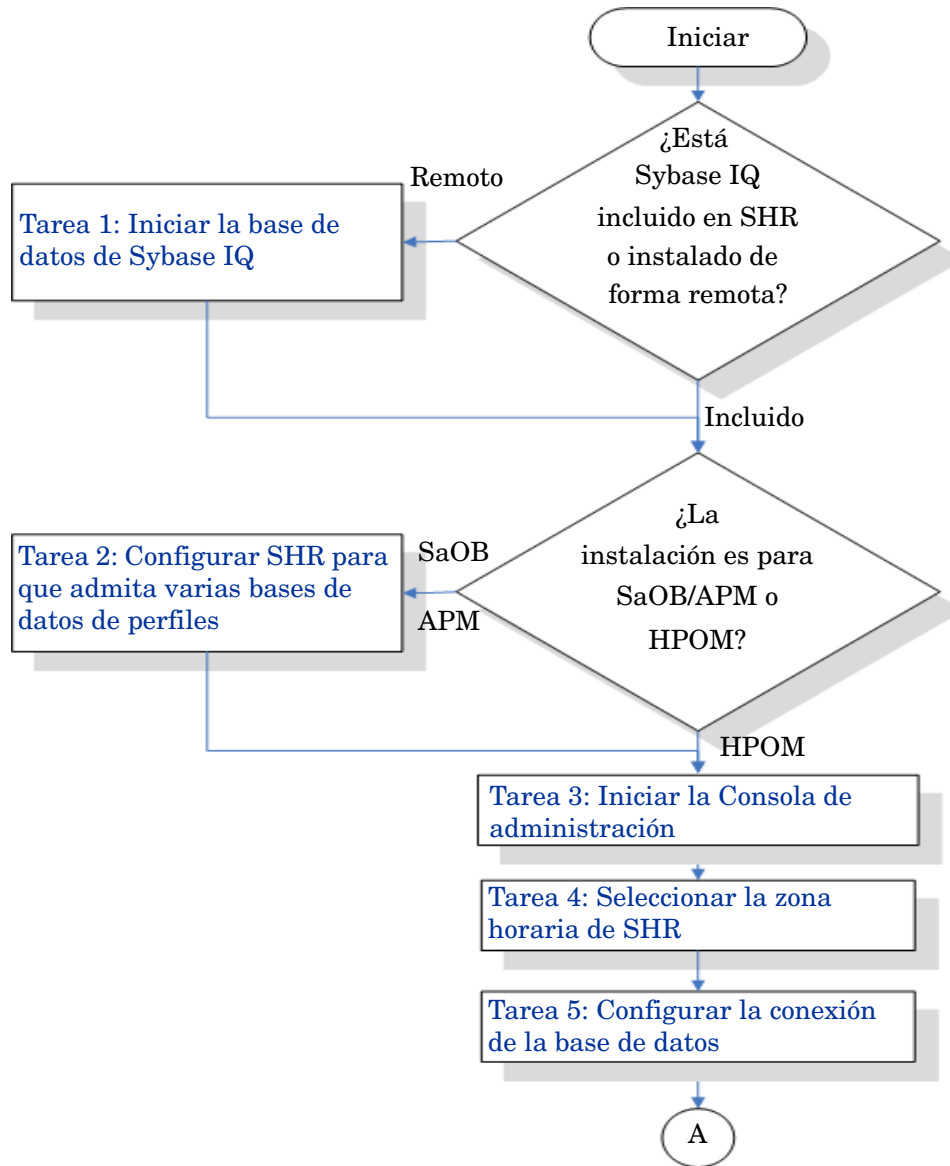 Iniciar
¿Está
Sybase IQ
incluido en SHR
o instalado de
forma remota?
Remoto
Tarea 1: Iniciar la base de
datos de Sybase IQ
Incluido
¿La
instalación es para
SaOB/APM o
HPOM?
SaOB
APM
Tarea 2: Configurar SHR para
que admita varias bases de
datos de perfiles
HPOM
Tarea 3: Iniciar la Consola de
administración
Tarea 4: Seleccionar la zona
horaria de SHR
Tarea 5: Configurar la conexión
de la base de datos
A